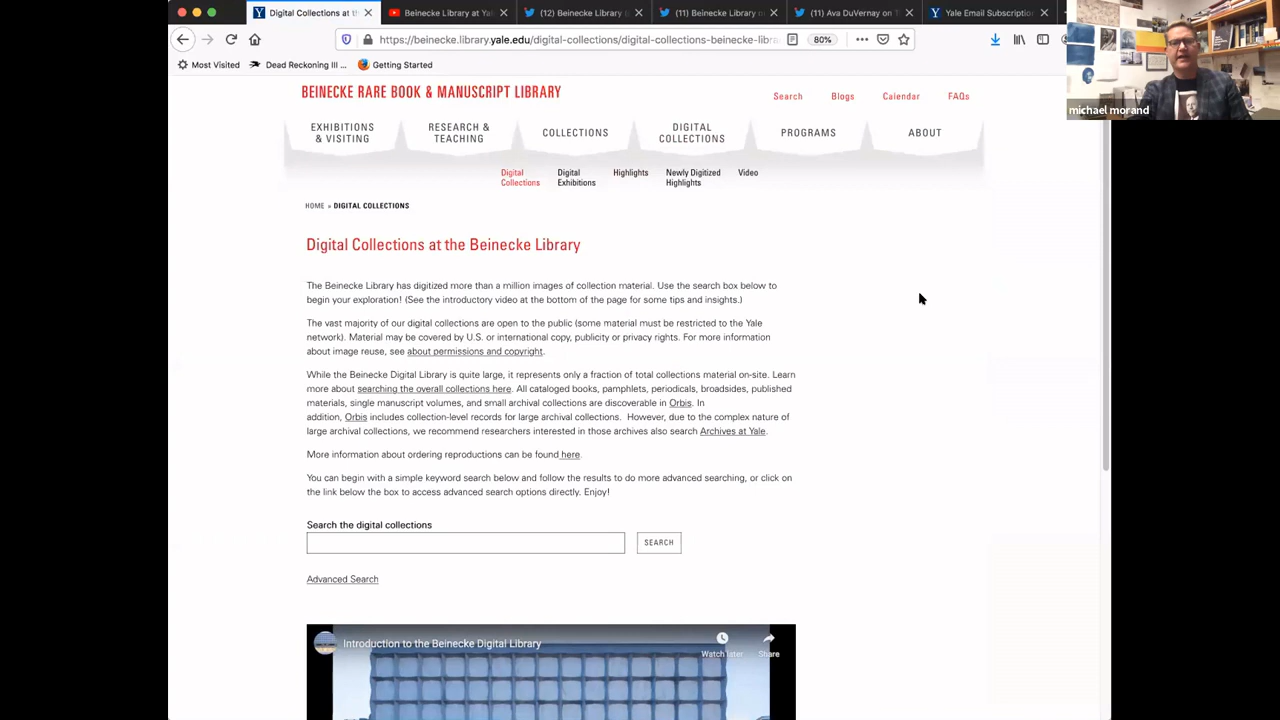 Digital Collections at th
Beinecke Library at Yal
(12) Beinecke Library o
(11) Beinecke Library o
(11) Ava DuVernay on T
Yale Email Subscription
https://beinecke.library.yale.edu/digital-collections/digital-collections-beinecke-libra
80%
Most Visited
Dead Reckoning III ...
Getting Started
michael morand
BEINECKE RARE BOOK & MANUSCRIPT LIBRARY
Search
Blogs
Calendar
FAQs
EXHIBITIONS
& VISITING
RESEARCH &
TEACHING
COLLECTIONS
DIGITAL
COLLECTIONS
PROGRAMS
ABOUT
Digital
Collections
Digital
Exhibitions
Highlights
Newly Digitized
Highlights
Video
HOME » DIGITAL COLLECTIONS
Digital Collections at the Beinecke Library
The Beinecke Library has digitized more than a million images of collection material. Use the search box below to
begin your exploration! (See the introductory video at the bottom of the page for some tips and insights.)
The vast majority of our digital collections are open to the public (some material must be restricted to the Yale
network). Material may be covered by U.S. or international copy, publicity or privacy rights. For more information
about image reuse, see about permissions and copyright.
While the Beinecke Digital Library is quite large, it represents only a fraction of total collections material on-site. Learn
more about searching the overall collections here. All cataloged books, pamphlets, periodicals, broadsides, published
materials, single manuscript volumes, and small archival collections are discoverable in Orbis. In
addition, Orbis includes collection-level records for large archival collections. However, due to the complex nature of
large archival collections, we recommend researchers interested in those archives also search Archives at Yale.
More information about ordering reproductions can be found here.
You can begin with a simple keyword search below and follow the results to do more advanced searching, or click on
the link below the box to access advanced search options directly. Enjoy!
Search the digital collections
SEARCH
Advanced Search
Introduction to the Beinecke Digital Library
Watch later
Share